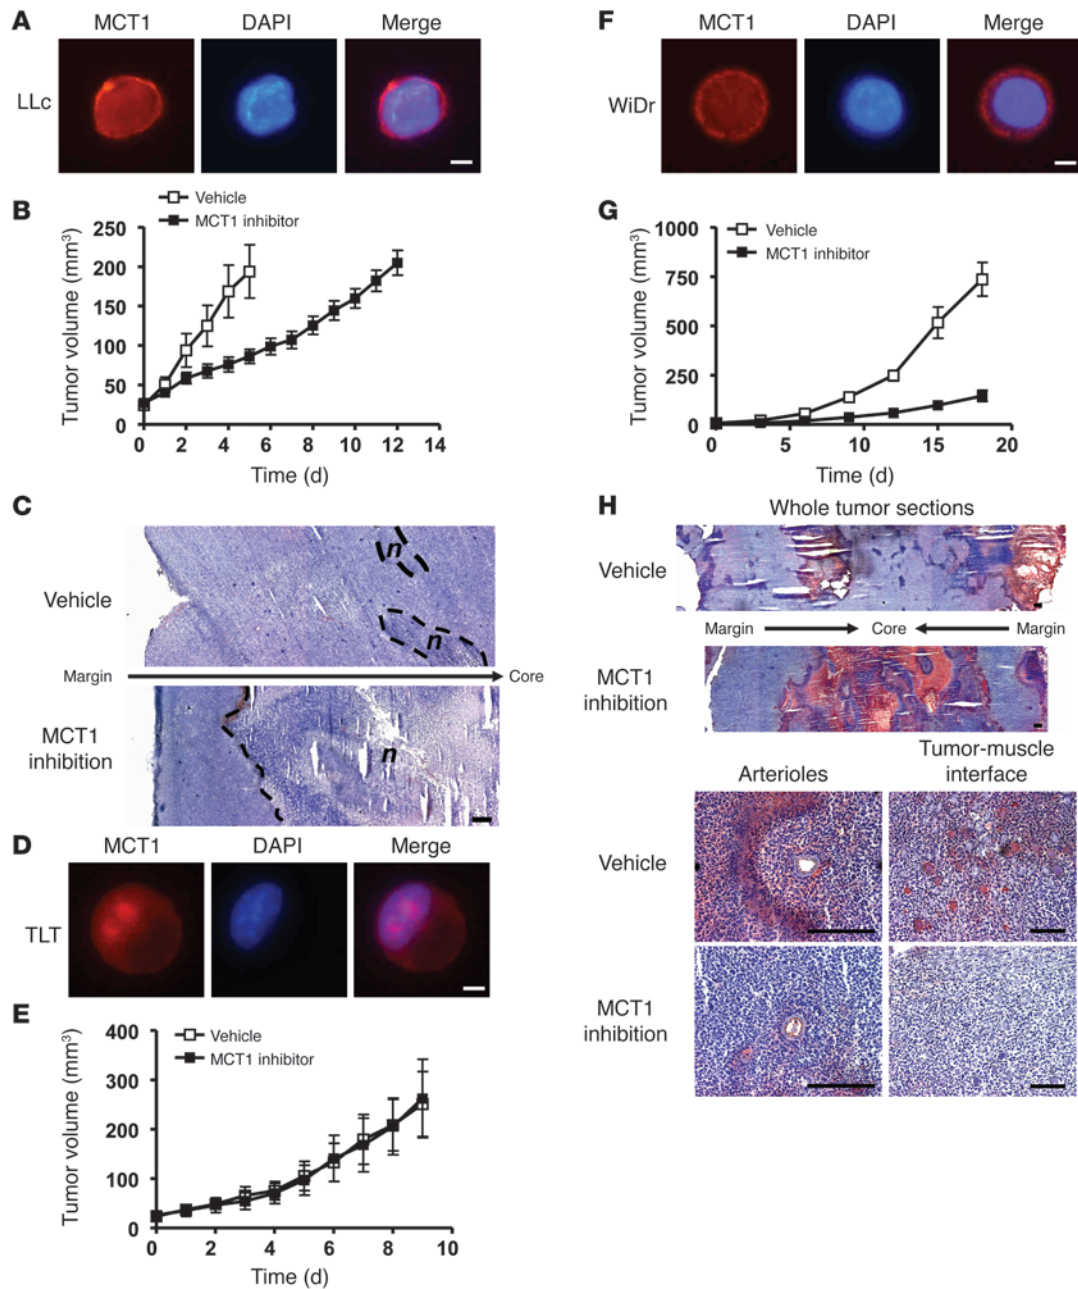 A
MCT1 DAPI Merge
LLc
B
Vehicle
MCT1 inhibitor
Tumor volume (mm³)
250
200
150
100
50
0
0 2 4 6 8 10 12 14
Time (d)
C
Vehicle
n
n
Margin Core
MCT1
inhibition
n
D
MCT1 DAPI Merge
TLT
E
Vehicle
MCT1 inhibitor
Tumor volume (mm³)
400
300
200
100
0
0 2 4 6 8 10
Time (d)
F
MCT1 DAPI Merge
WiDr
G
Vehicle
MCT1 inhibitor
Tumor volume (mm³)
1000
750
500
250
0
0 5 10 15 20
Time (d)
H
Whole tumor sections
Vehicle
Margin Core Margin
MCT1
inhibition
Arterioles
Tumor-muscle
interface
Vehicle
MCT1
inhibition